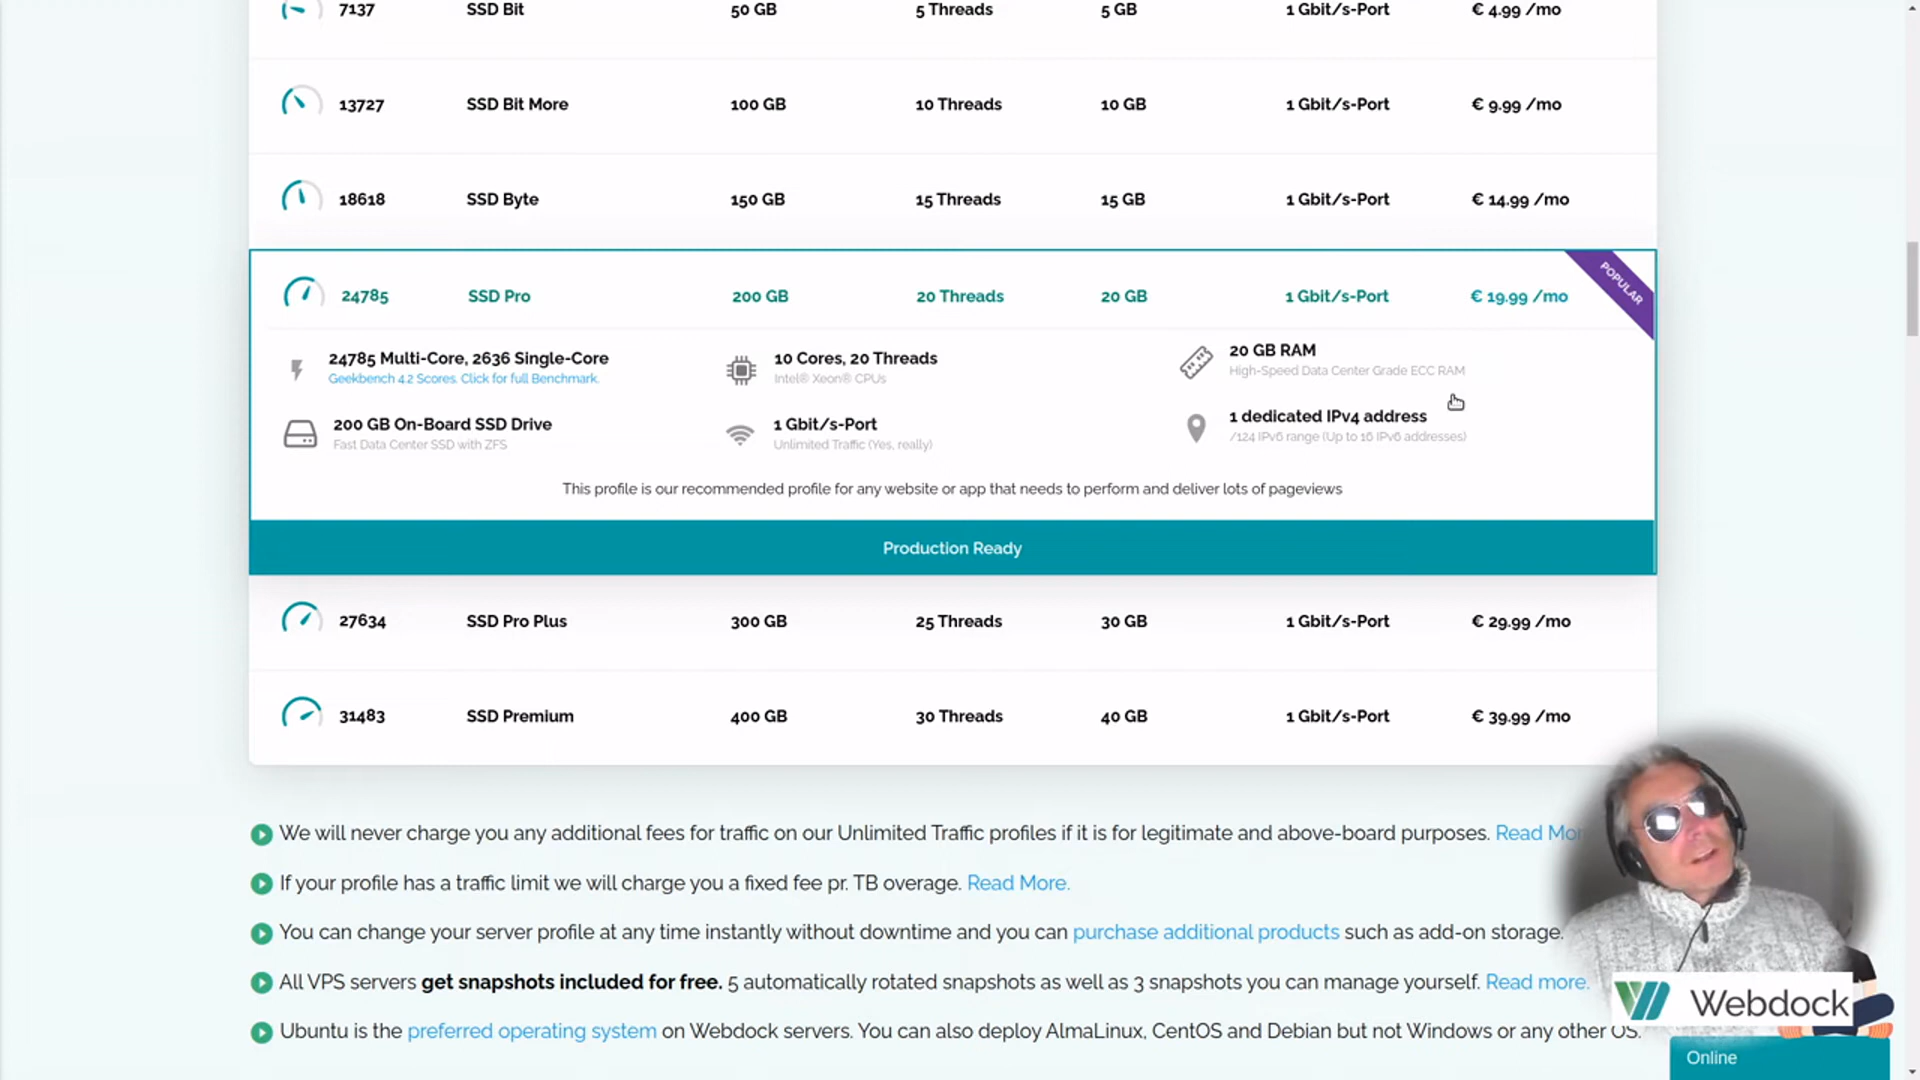 7137 SSD Bit 50 GB 5 Threads 5 GB 1 Gbit/s-Port € 4.99 /mo
13727 SSD Bit More 100 GB 10 Threads 10 GB 1 Gbit/s-Port € 9.99 /mo
18618 SSD Byte 150 GB 15 Threads 15 GB 1 Gbit/s-Port € 14.99 /mo
POPULAR
24785 SSD Pro 200 GB 20 Threads 20 GB 1 Gbit/s-Port € 19.99 /mo
24785 Multi-Core, 2636 Single-Core
Geekbench 4.2 Scores. Click for full Benchmark.
10 Cores, 20 Threads
Intel® Xeon® CPUs
20 GB RAM
High-Speed Data Center Grade ECC RAM
200 GB On-Board SSD Drive
Fast Data Center SSD with ZFS
1 Gbit/s-Port
Unlimited Traffic (Yes, really)
1 dedicated IPv4 address
/124 IPv6 range (Up to 16 IPv6 addresses)
This profile is our recommended profile for any website or app that needs to perform and deliver lots of pageviews
Production Ready
27634 SSD Pro Plus 300 GB 25 Threads 30 GB 1 Gbit/s-Port € 29.99 /mo
31483 SSD Premium 400 GB 30 Threads 40 GB 1 Gbit/s-Port € 39.99 /mo
We will never charge you any additional fees for traffic on our Unlimited Traffic profiles if it is for legitimate and above-board purposes. Read Mor
If your profile has a traffic limit we will charge you a fixed fee pr. TB overage. Read More.
You can change your server profile at any time instantly without downtime and you can purchase additional products such as add-on storage.
All VPS servers get snapshots included for free. 5 automatically rotated snapshots as well as 3 snapshots you can manage yourself. Read more.
Ubuntu is the preferred operating system on Webdock servers. You can also deploy AlmaLinux, CentOS and Debian but not Windows or any other OS.
Webdock
Online